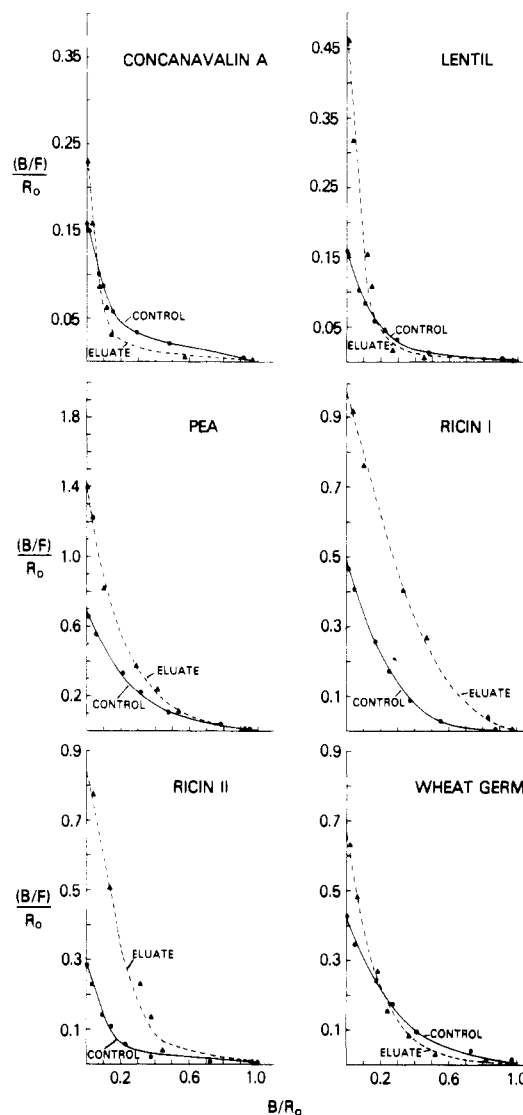 CONCANAVALIN A
0.35
0.25
(B/F)
R₀
0.15
0.05
CONTROL
ELUATE
LENTIL
0.45
0.35
0.25
0.15
0.05
CONTROL
ELUATE
PEA
1.8
1.4
(B/F)
R₀
1.0
0.6
0.2
ELUATE
CONTROL
RICIN I
0.9
0.7
0.5
0.3
0.1
CONTROL
ELUATE
RICIN II
0.9
0.7
(B/F)
R₀
0.5
0.3
0.1
ELUATE
CONTROL
0.2
0.6
1.0
WHEAT GERM
0.9
0.7
0.5
0.3
0.1
CONTROL
ELUATE
0.2
0.6
1.0
B/R₀